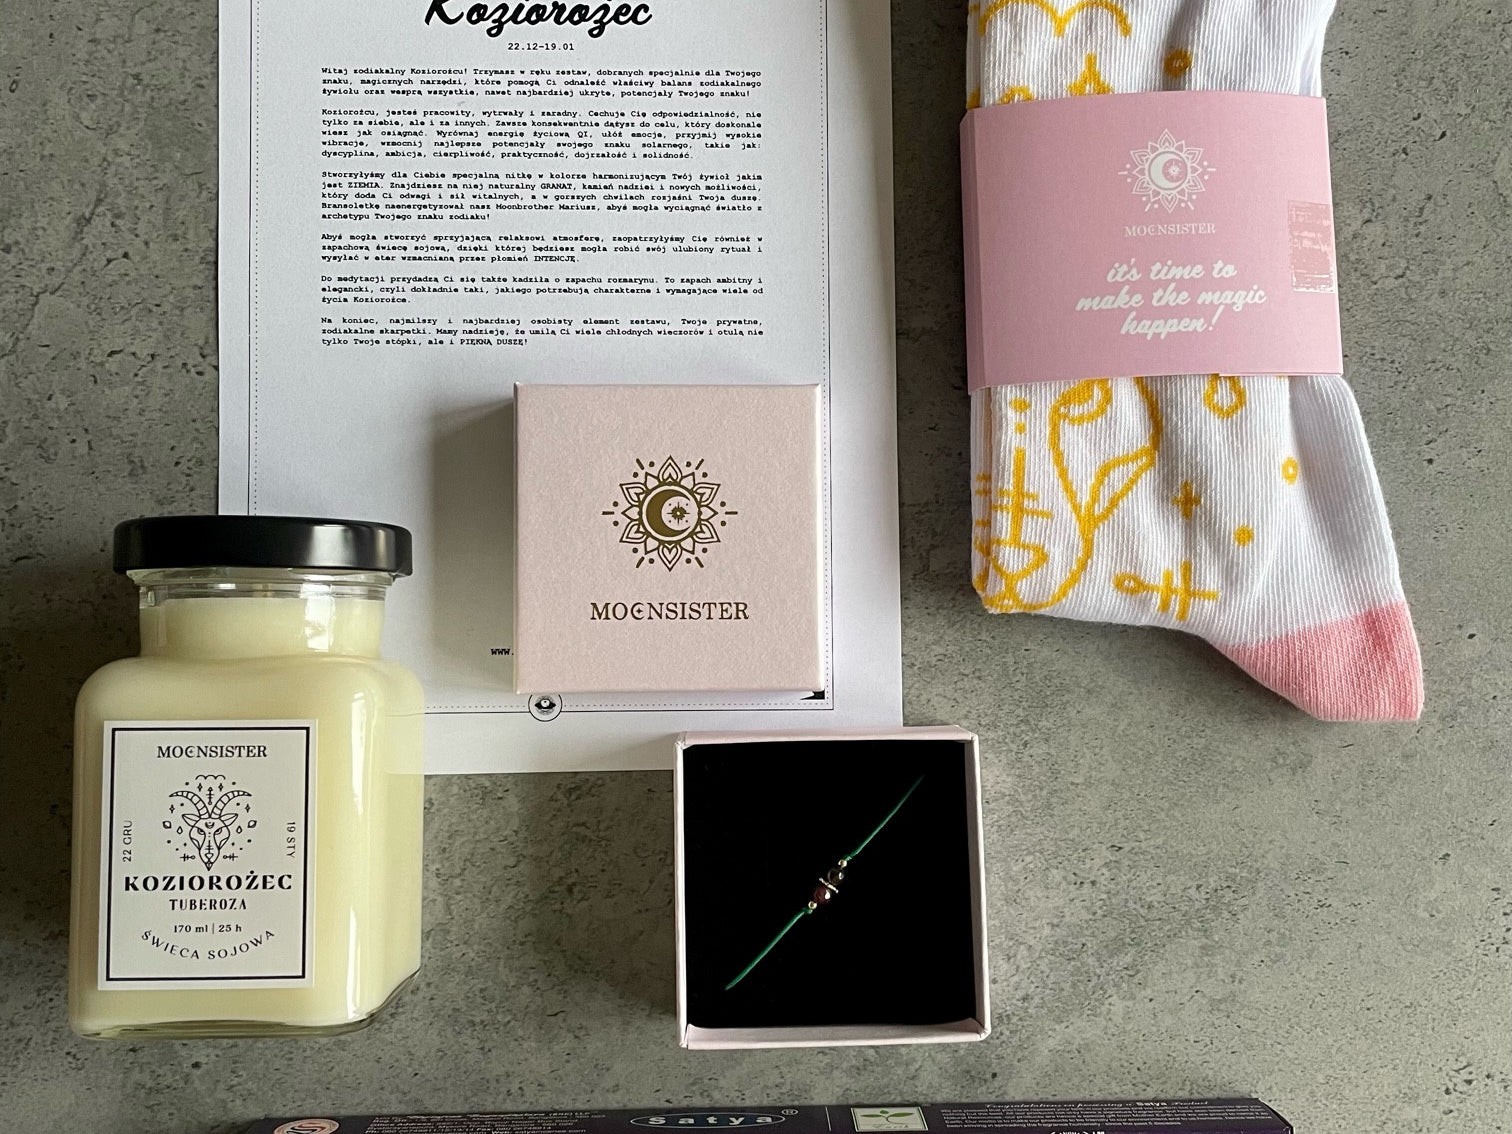 Koziorożec
22.12-19.01
Witaj zodiakalny Koziorożcu! Trzymasz w ręku zestaw, dobranych specjalnie dla Twojego
znaku, magicznych narzędzi, które pomogą Ci odnaleźć właściwy balans zodiakalnego
żywiołu oraz wesprą wszystkie, nawet najbardziej ukryte, potencjały Twojego znaku!
Koziorożcu, jesteś pracowity, wytrwały i zaradny. Cechuje Cię odpowiedzialność, nie
tylko za siebie, ale i za innych. Zawsze konsekwentnie dążysz do celu, który doskonale
wiesz jak osiągnąć. Wyrównaj energię życiową QI, ułóż emocje, przyjmij wysokie
wibracje, wzmocnij najlepsze potencjały swojego znaku solarnego, takie jak:
dyscyplina, ambicja, cierpliwość, praktyczność, dojrzałość i solidność.
Stworzyłyśmy dla Ciebie specjalną nitkę w kolorze harmonizującym Twój żywioł jakim
jest ZIEMIA. Znajdziesz na niej naturalny GRANAT, kamień nadziei i nowych możliwości,
który doda Ci odwagi i sił witalnych, a w gorszych chwilach rozjaśni Twoja duszę.
Bransoletkę naenergetyzował nasz Moonbrother Mariusz, abyś mogła wyciągnąć światło z
archetypu Twojego znaku zodiaku!
Abyś mogła stworzyć sprzyjającą relaksowi atmosferę, zaopatrzyłyśmy Cię również w
zapachową świecę sojową, dzięki której będziesz mogła robić swój ulubiony rytuał i
wysyłać w eter wzmacnianą przez płomień INTENCJĘ.
Do medytacji przydadzą Ci się także kadziła o zapachu rozmarynu. To zapach ambitny i
elegancki, czyli dokładnie taki, jakiego potrzebują charakterne i wymagające wiele od
życia Koziorożce.
Na koniec, najmilszy i najbardziej osobisty element zestawu, Twoje prywatne,
zodiakalne skarpetki. Mamy nadzieję, że umilą Ci wiele chłodnych wieczorów i otulą nie
tylko Twoje stópki, ale i PIĘKNĄ DUSZĘ!
www.
MOONSISTER
it's time to
make the magic
happen!
MOONSISTER
MOONSISTER
22 GRU
19 STY
KOZIOROŻEC
TUBEROZA
170 ml | 25 h
ŚWIECA SOJOWA
Satya®